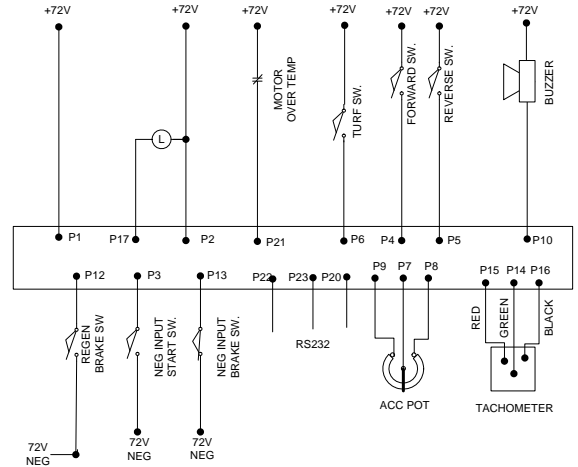 +72V
+72V
+72V
+72V
+72V
+72V
+72V
MOTOR
OVER TEMP
TURF SW.
FORWARD SW.
REVERSE SW.
BUZZER
L
P1
P17
P2
P21
P6
P4
P5
P10
P12
P3
P13
P22
P23
P20
P9
P7
P8
P15
P14
P16
REGEN
BRAKE SW
NEG INPUT
START SW.
NEG INPUT
BRAKE SW.
RS232
RED
GREEN
BLACK
ACC POT
TACHOMETER
72V
NEG
72V
NEG
72V
NEG